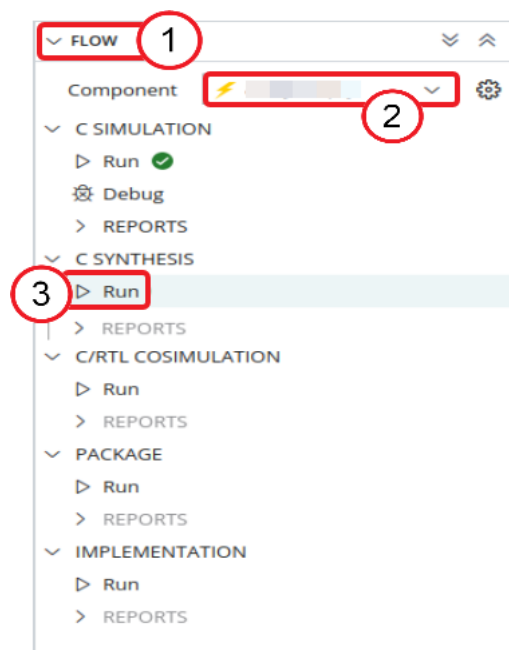 FLOW 1
Component 2
C SIMULATION
Run
Debug
REPORTS
C SYNTHESIS
3 Run
REPORTS
C/RTL COSIMULATION
Run
REPORTS
PACKAGE
Run
REPORTS
IMPLEMENTATION
Run
REPORTS